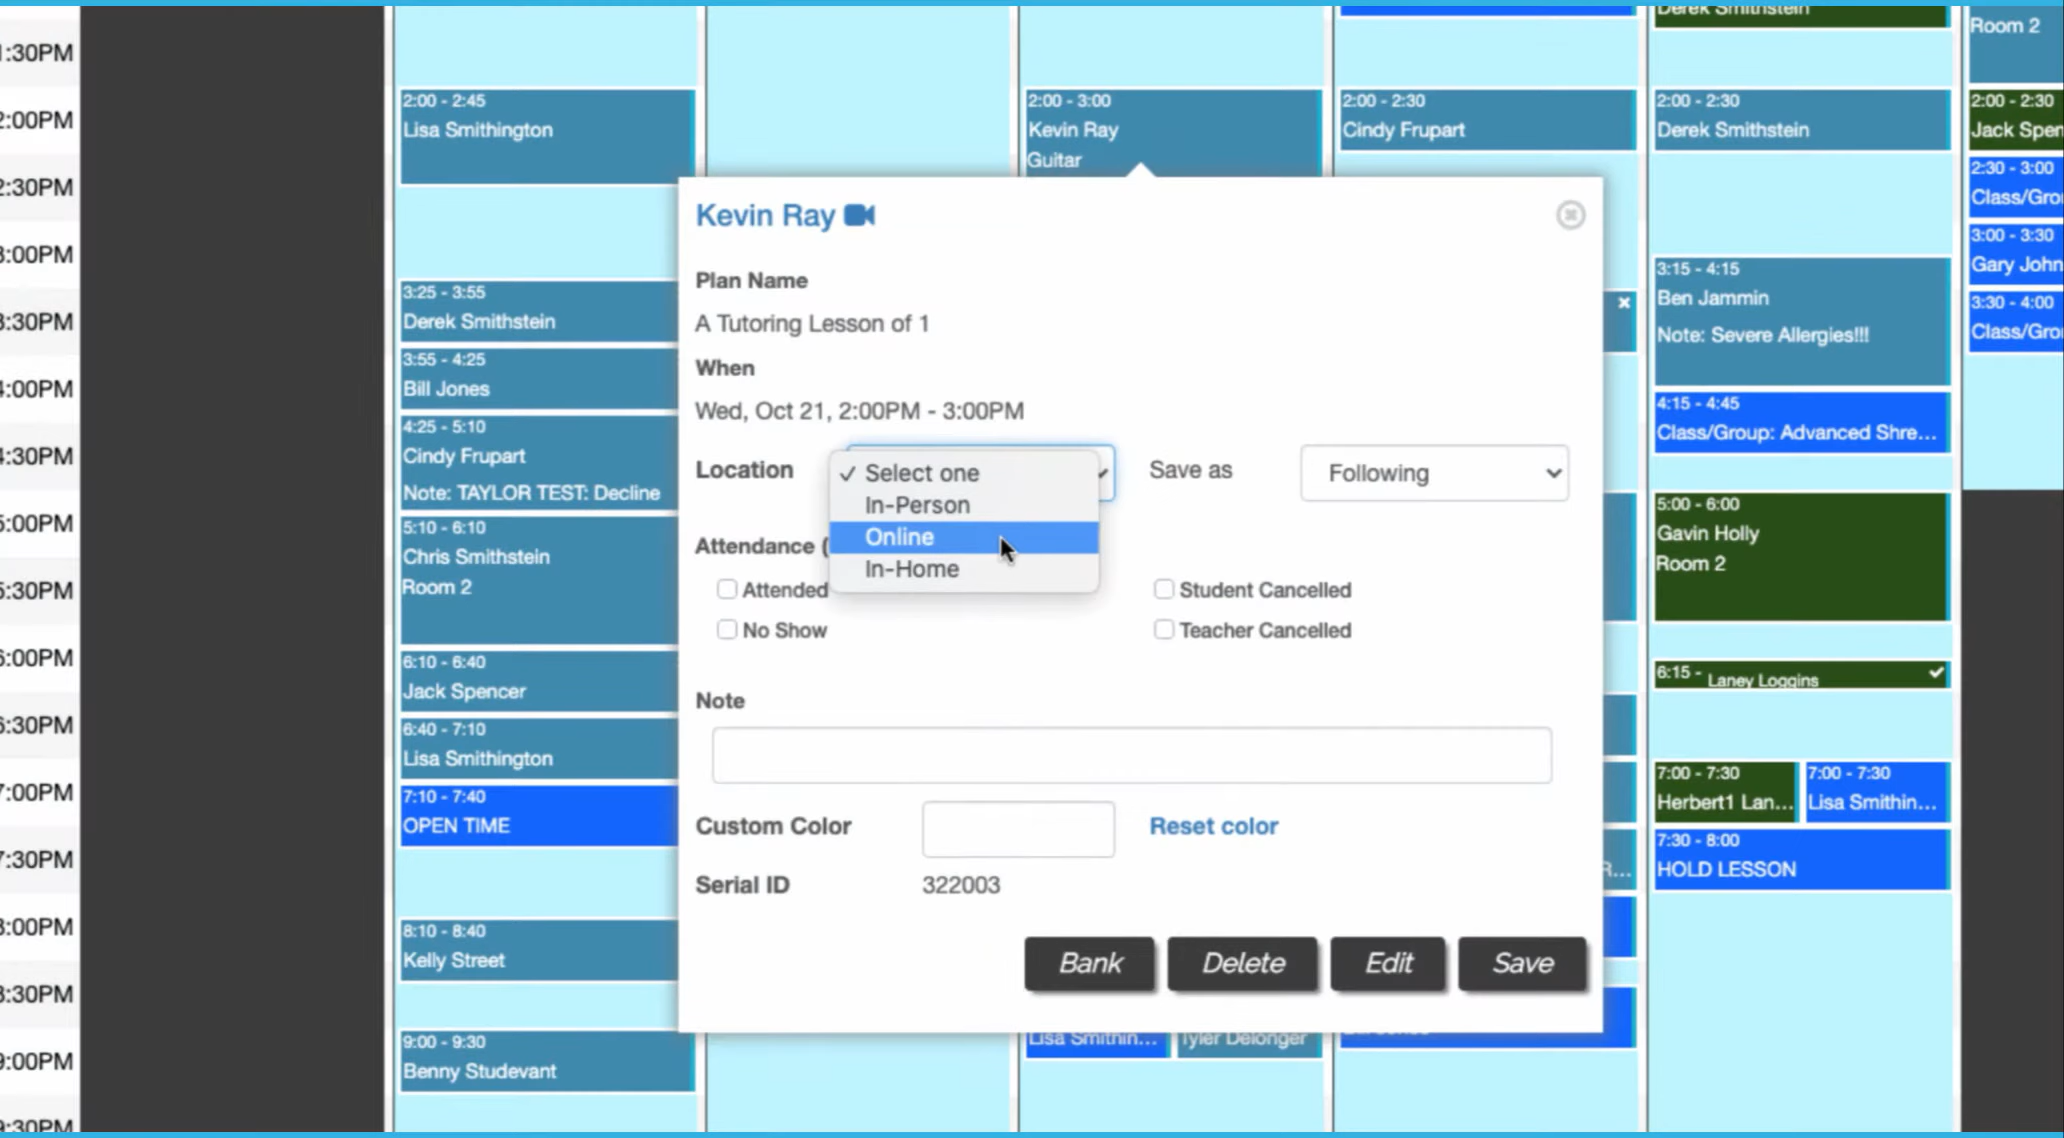 :30PM
2:00PM
2:30PM
:00PM
:30PM
:00PM
:30PM
5:00PM
5:30PM
6:00PM
6:30PM
7:00PM
7:30PM
:00PM
:30PM
9:00PM
9:30PM
2:00 - 2:45
Lisa Smithington
3:25 - 3:55
Derek Smithstein
3:55 - 4:25
Bill Jones
4:25 - 5:10
Cindy Frupart
Note: TAYLOR TEST: Decline
5:10 - 6:10
Chris Smithstein
Room 2
6:10 - 6:40
Jack Spencer
6:40 - 7:10
Lisa Smithington
7:10 - 7:40
OPEN TIME
8:10 - 8:40
Kelly Street
9:00 - 9:30
Benny Studevant
2:00 - 3:00
Kevin Ray
Guitar
Kevin Ray
Plan Name
A Tutoring Lesson of 1
When
Wed, Oct 21, 2:00PM - 3:00PM
Location
Select one
In-Person
Online
In-Home
Save as
Following
Attendance (
Attended
Student Cancelled
No Show
Teacher Cancelled
Note
Custom Color
Reset color
Serial ID
322003
Bank
Delete
Edit
Save
Lisa Smithin...
Tyler Delonger
2:00 - 2:30
Cindy Frupart
R...
Derek Smithstein
2:00 - 2:30
Derek Smithstein
3:15 - 4:15
Ben Jammin
Note: Severe Allergies!!!
4:15 - 4:45
Class/Group: Advanced Shre...
5:00 - 6:00
Gavin Holly
Room 2
6:15 - Laney Loggins
7:00 - 7:30
Herbert1 Lan...
7:00 - 7:30
Lisa Smithin...
7:30 - 8:00
HOLD LESSON
Room 2
2:00 - 2:30
Jack Spen
2:30 - 3:00
Class/Gro
3:00 - 3:30
Gary John
3:30 - 4:00
Class/Gro